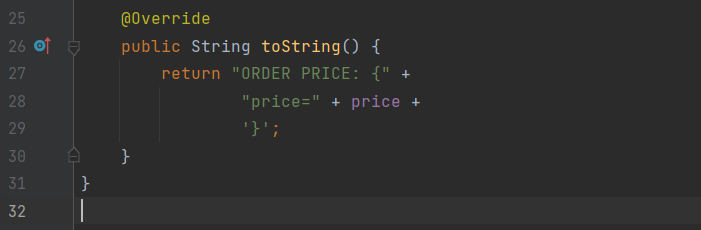 25 @Override
26 public String toString() {
27 return "ORDER PRICE: {" +
28 "price=" + price +
29 '}';
30 }
31 }
32